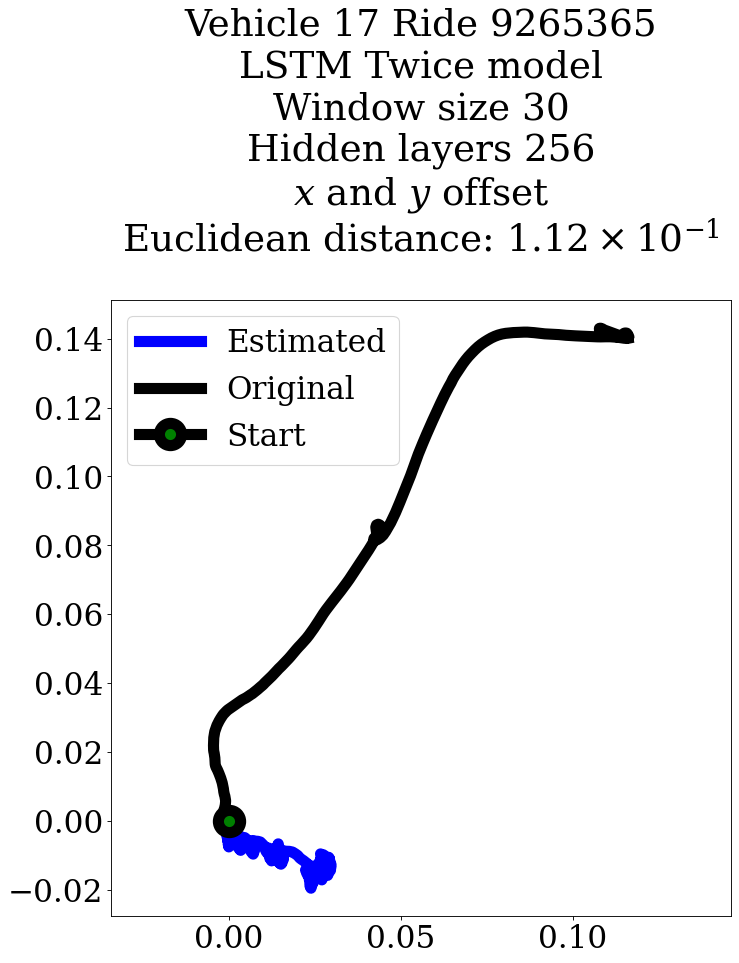 Vehicle 17 Ride 9265365
LSTM Twice model
Window size 30
Hidden layers 256
x and y offset
Euclidean distance: 1.12 × 10⁻¹
Estimated
Original
Start
0.14
0.12
0.10
0.08
0.06
0.04
0.02
0.00
−0.02
0.00 0.05 0.10